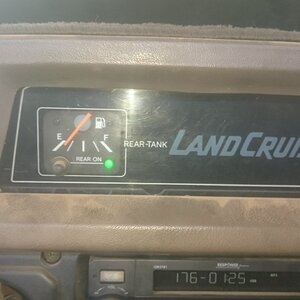 E F
REAR-TANK
LANDCRUI
REAR ON
176-0125